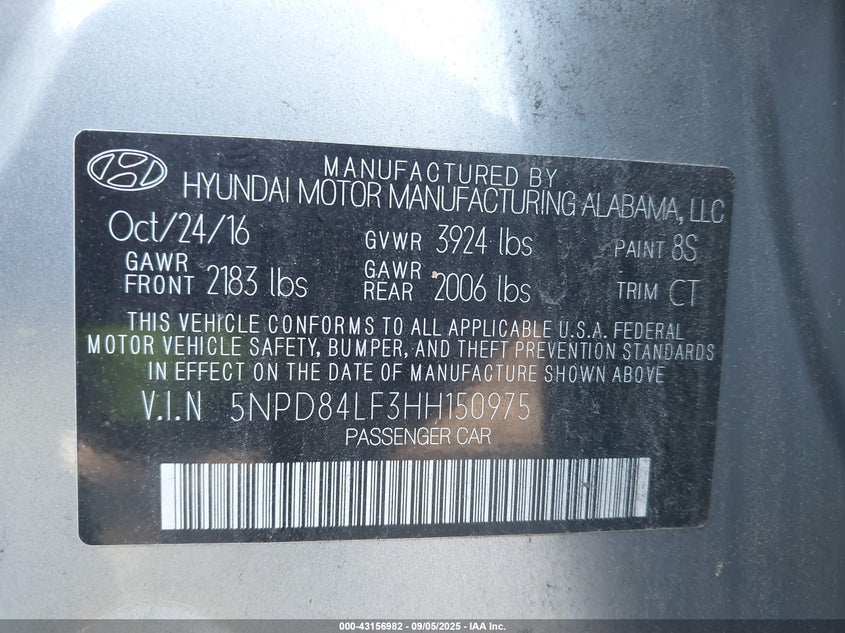 MANUFACTURED BY
HYUNDAI MOTOR MANUFACTURING ALABAMA, LLC
Oct/24/16 GVWR 3924 lbs PAINT 8S
GAWR FRONT 2183 lbs GAWR REAR 2006 lbs TRIM CT
THIS VEHICLE CONFORMS TO ALL APPLICABLE U.S.A. FEDERAL
MOTOR VEHICLE SAFETY, BUMPER, AND THEFT PREVENTION STANDARDS
IN EFFECT ON THE DATE OF MANUFACTURE SHOWN ABOVE
V.I.N 5NPD84LF3HH150975
PASSENGER CAR
000-43156982 - 09/05/2025 - IAA Inc.